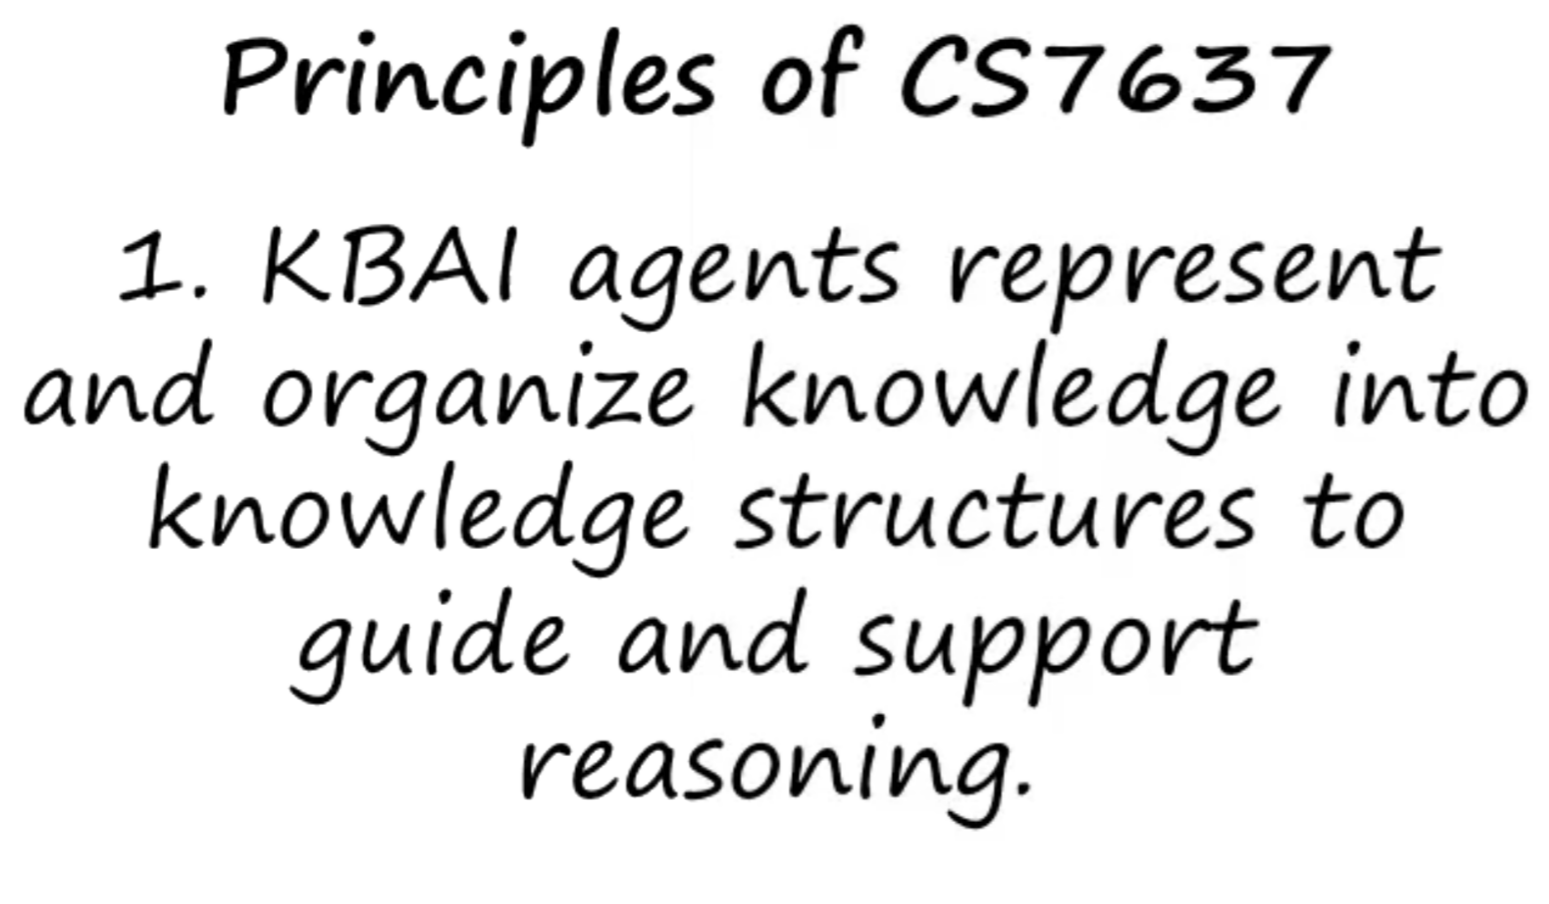 Principles of CS7637
1. KBAI agents represent
and organize knowledge into
knowledge structures to
guide and support
reasoning.